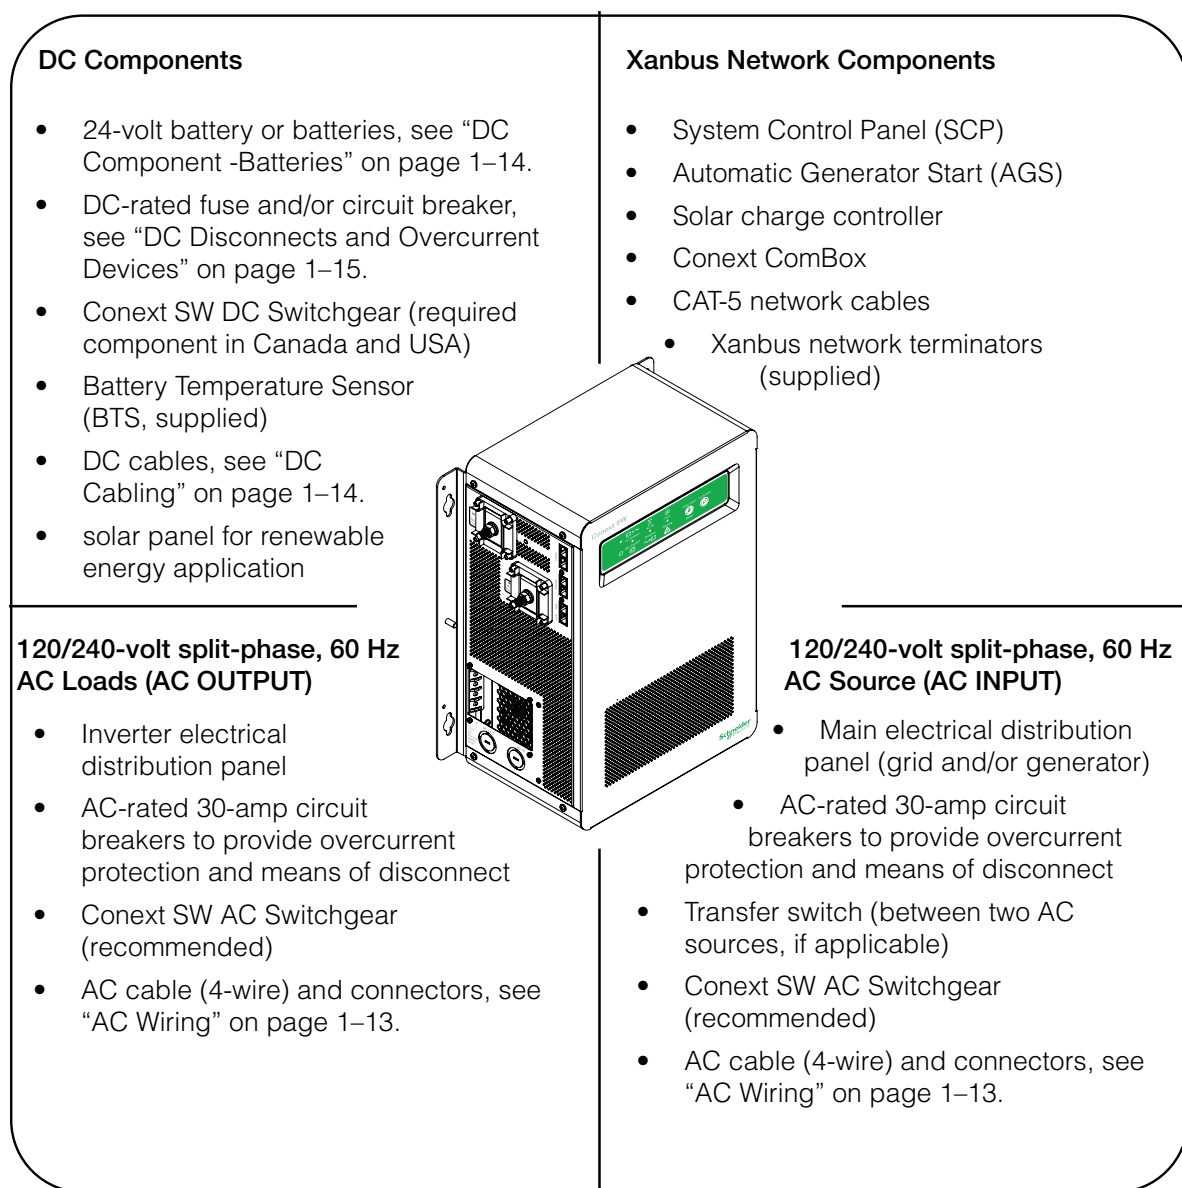 DC Components
• 24-volt battery or batteries, see “DC
Component -Batteries” on page 1–14.
• DC-rated fuse and/or circuit breaker,
see “DC Disconnects and Overcurrent
Devices” on page 1–15.
• Conext SW DC Switchgear (required
component in Canada and USA)
• Battery Temperature Sensor
(BTS, supplied)
• DC cables, see “DC
Cabling” on page 1–14.
• solar panel for renewable
energy application
Xanbus Network Components
• System Control Panel (SCP)
• Automatic Generator Start (AGS)
• Solar charge controller
• Conext ComBox
• CAT-5 network cables
• Xanbus network terminators
(supplied)
Conext SW
Schneider
120/240-volt split-phase, 60 Hz
AC Loads (AC OUTPUT)
• Inverter electrical
distribution panel
• AC-rated 30-amp circuit
breakers to provide overcurrent
protection and means of disconnect
• Conext SW AC Switchgear
(recommended)
• AC cable (4-wire) and connectors, see
“AC Wiring” on page 1–13.
120/240-volt split-phase, 60 Hz
AC Source (AC INPUT)
• Main electrical distribution
panel (grid and/or generator)
• AC-rated 30-amp circuit
breakers to provide overcurrent
protection and means of disconnect
• Transfer switch (between two AC
sources, if applicable)
• Conext SW AC Switchgear
(recommended)
• AC cable (4-wire) and connectors, see
“AC Wiring” on page 1–13.